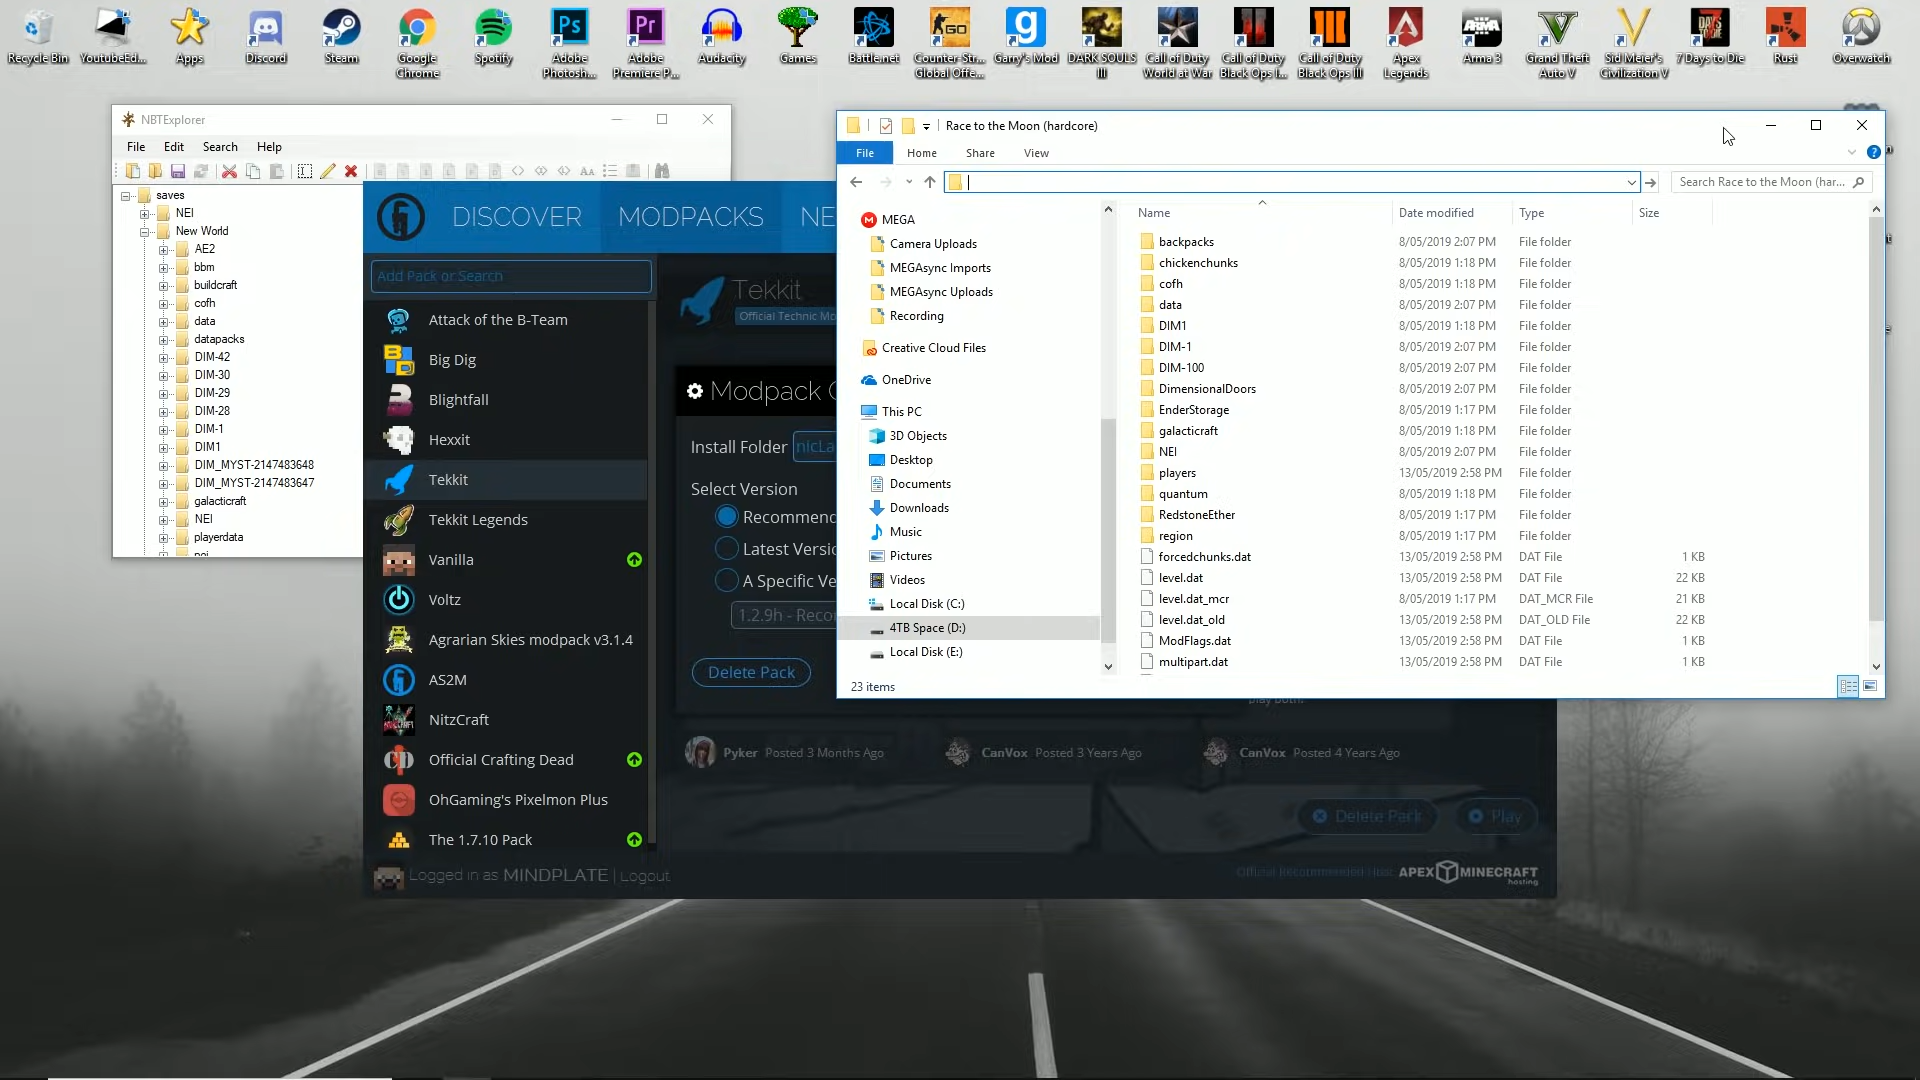 Recycle Bin
YoutubeEd...
Apps
Discord
Steam
Google
Chrome
Spotify
Adobe
Photosh...
Adobe
Premiere P...
Audacity
Games
Battle.net
Counter-Str...
Global Offe...
Garry's Mod
DARK SOULS
III
Call of Duty
World at War
Call of Duty
Black Ops I...
Call of Duty
Black Ops III
Apex
Legends
Arma 3
Grand Theft
Auto V
Sid Meier's
Civilization V
7 Days to Die
Rust
Overwatch
NBTExplorer
File Edit Search Help
saves
NEI
New World
AE2
bbm
buildcraft
cofh
data
datapacks
DIM-42
DIM-30
DIM-29
DIM-28
DIM-1
DIM1
DIM_MYST-2147483648
DIM_MYST-2147483647
galacticraft
NEI
playerdata
poi
DISCOVER MODPACKS NE
Add Pack or Search
Attack of the B-Team
Big Dig
Blightfall
Hexxit
Tekkit
Tekkit Legends
Vanilla
Voltz
Agrarian Skies modpack v3.1.4
AS2M
NitzCraft
Official Crafting Dead
OhGaming's Pixelmon Plus
The 1.7.10 Pack
Logged in as MINDPLATE | Logout
Tekkit
Official Technic Mo
Modpack
Install Folder nicLa
Select Version
Recommen
Latest Versi
A Specific Ve
1.2.9h - Reco
Delete Pack
play both!
Pyker Posted 3 Months Ago
CanVox Posted 3 Years Ago
CanVox Posted 4 Years Ago
Delete Pack
Play
APEX MINECRAFT
hosting
Race to the Moon (hardcore)
File Home Share View
Search Race to the Moon (har...
MEGA
Camera Uploads
MEGAsync Imports
MEGAsync Uploads
Recording
Creative Cloud Files
OneDrive
This PC
3D Objects
Desktop
Documents
Downloads
Music
Pictures
Videos
Local Disk (C:)
4TB Space (D:)
Local Disk (E:)
Name Date modified Type Size
backpacks 8/05/2019 2:07 PM File folder
chickenchunks 8/05/2019 1:18 PM File folder
cofh 8/05/2019 1:18 PM File folder
data 8/05/2019 2:07 PM File folder
DIM1 8/05/2019 1:18 PM File folder
DIM-1 8/05/2019 2:07 PM File folder
DIM-100 8/05/2019 2:07 PM File folder
DimensionalDoors 8/05/2019 2:07 PM File folder
EnderStorage 8/05/2019 1:17 PM File folder
galacticraft 8/05/2019 1:18 PM File folder
NEI 8/05/2019 2:07 PM File folder
players 13/05/2019 2:58 PM File folder
quantum 8/05/2019 1:18 PM File folder
RedstoneEther 8/05/2019 1:17 PM File folder
region 8/05/2019 1:17 PM File folder
forcedchunks.dat 13/05/2019 2:58 PM DAT File 1 KB
level.dat 13/05/2019 2:58 PM DAT File 22 KB
level.dat_mcr 8/05/2019 1:17 PM DAT_MCR File 21 KB
level.dat_old 13/05/2019 2:58 PM DAT_OLD File 22 KB
ModFlags.dat 13/05/2019 2:58 PM DAT File 1 KB
multipart.dat 13/05/2019 2:58 PM DAT File 1 KB
23 items